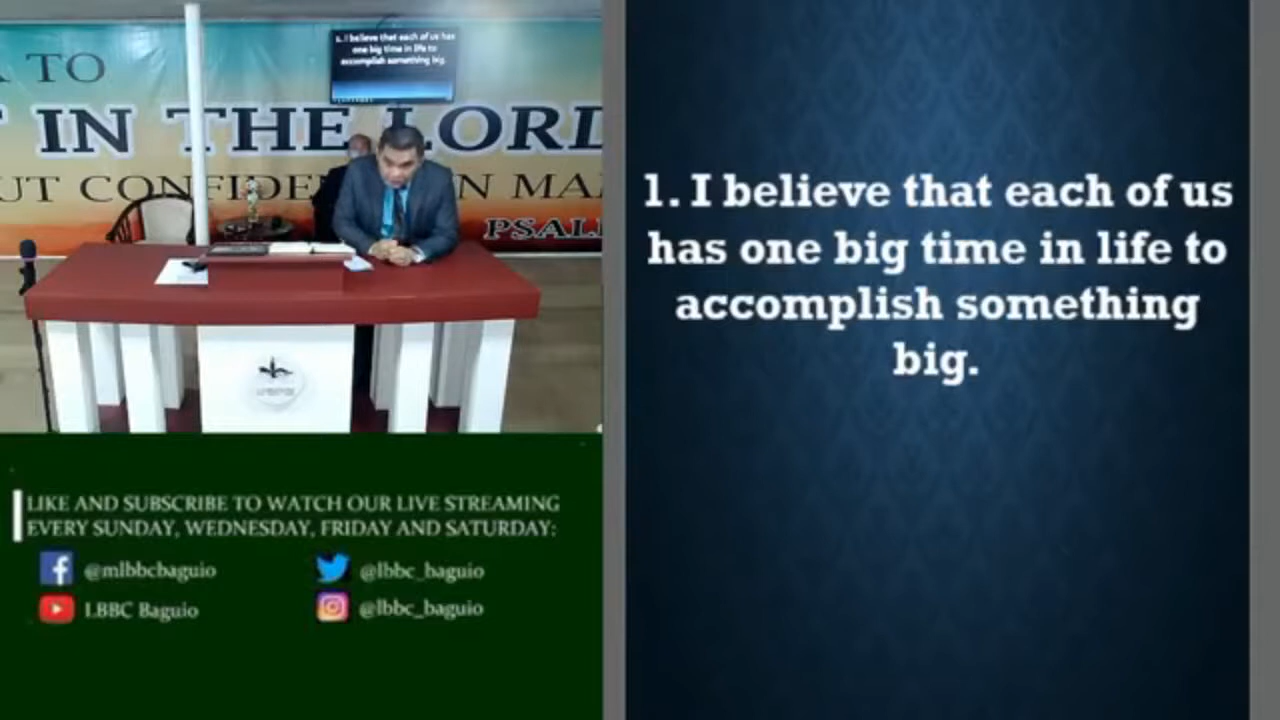 1. I believe that each of us has
one big time in life to
accomplish something big.
TO
IN THE LORD
CONFIDE
IN MA
PSAL
LIKE AND SUBSCRIBE TO WATCH OUR LIVE STREAMING
EVERY SUNDAY, WEDNESDAY, FRIDAY AND SATURDAY:
@mlbbcbaguio
@lbbc_baguio
LBBC Baguio
@lbbc_baguio
1. I believe that each of us
has one big time in life to
accomplish something
big.